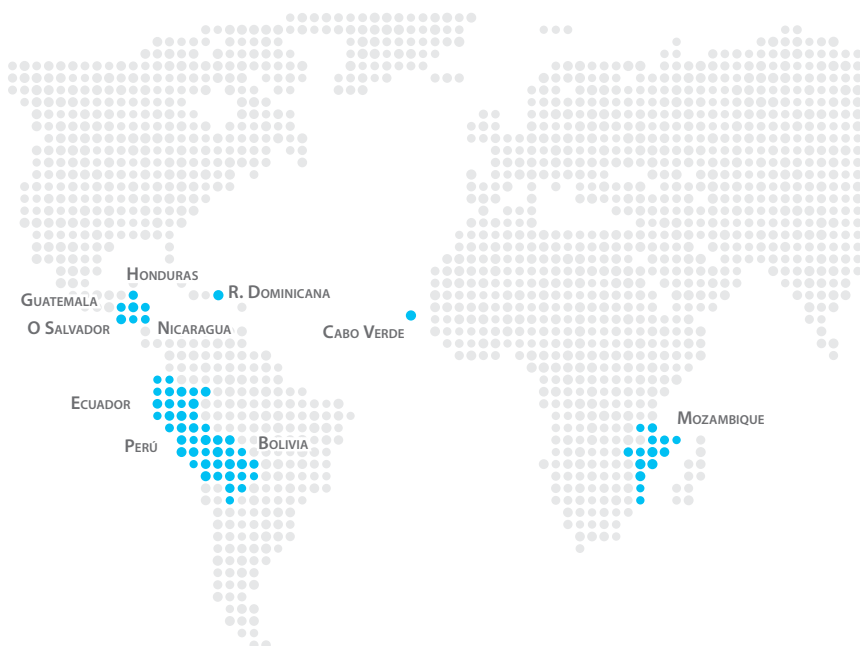 Honduras
Guatemala
R. Dominicana
O Salvador
Nicaragua
Cabo Verde
Ecuador
Perú
Bolivia
Mozambique